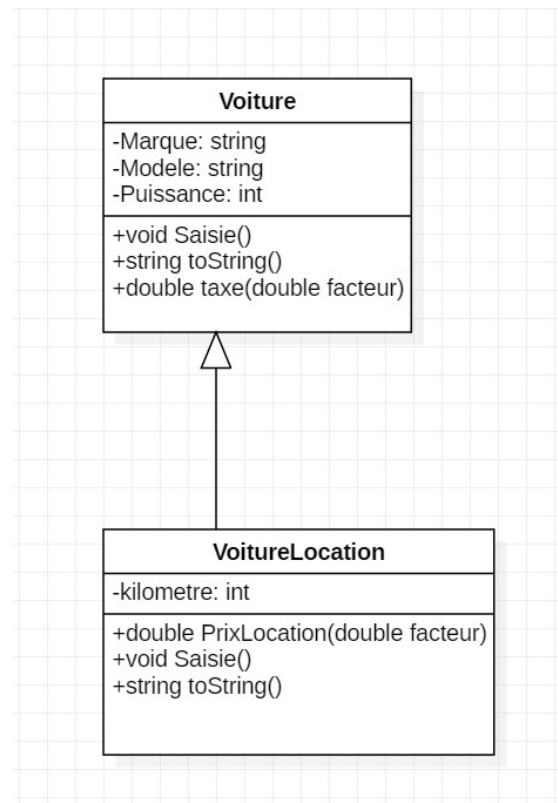 Voiture
-Marque: string
-Modele: string
-Puissance: int
+void Saisie()
+string toString()
+double taxe(double facteur)
VoitureLocation
-kilometre: int
+double PrixLocation(double facteur)
+void Saisie()
+string toString()